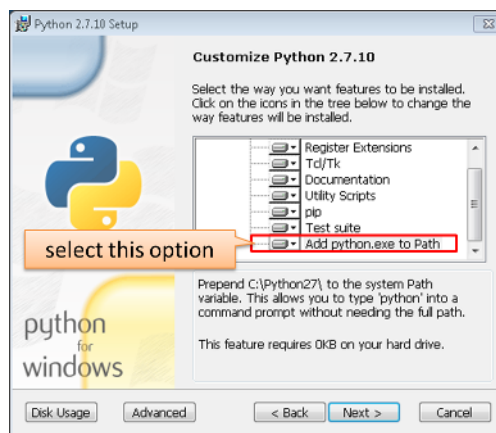 Python 2.7.10 Setup
Customize Python 2.7.10
Select the way you want features to be installed.
Click on the icons in the tree below to change the
way features will be installed.
Register Extensions
Tcl/Tk
Documentation
Utility Scripts
pip
Test suite
Add python.exe to Path
select this option
Prepend C:\Python27\ to the system Path
variable. This allows you to type 'python' into a
command prompt without needing the full path.
This feature requires 0KB on your hard drive.
python
for
windows
Disk Usage
Advanced
< Back
Next >
Cancel